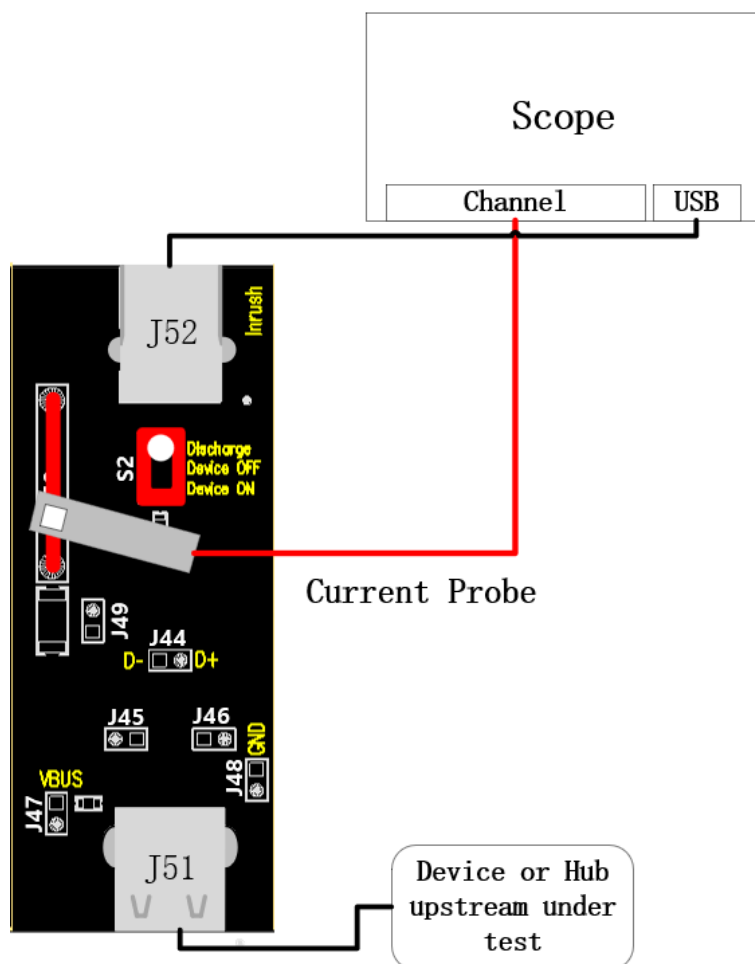 Scope
Channel
USB
J52
Inrush
S2
Discharge
Device OFF
Device ON
Current Probe
J49
J44
D-
D+
J45
J46
GND
J48
VBUS
J47
J51
Device or Hub
upstream under
test